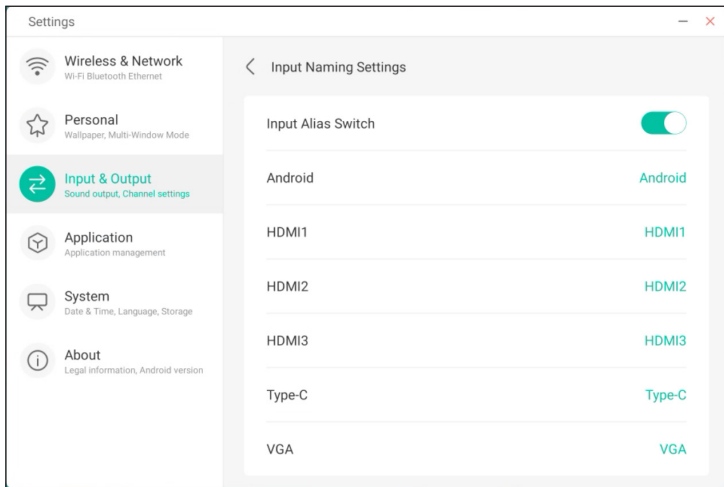 Settings
Wireless & Network
Wi-Fi Bluetooth Ethernet
Personal
Wallpaper, Multi-Window Mode
Input & Output
Sound output, Channel settings
Application
Application management
System
Date & Time, Language, Storage
About
Legal information, Android version
Input Naming Settings
Input Alias Switch
Android Android
HDMI1 HDMI1
HDMI2 HDMI2
HDMI3 HDMI3
Type-C Type-C
VGA VGA